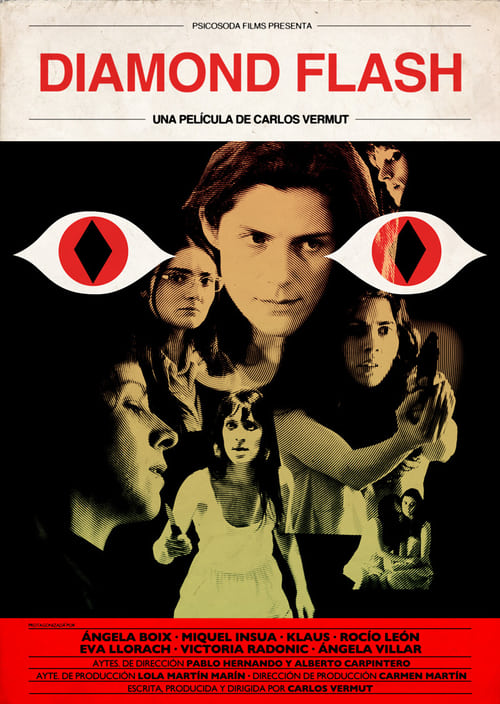 PSICOSODA FILMS PRESENTA
DIAMOND FLASH
UNA PELÍCULA DE CARLOS VERMUT
PROTAGONIZADA POR
ÁNGELA BOIX · MIQUEL INSUA · KLAUS · ROCÍO LEÓN
EVA LLORACH · VICTORIA RADONIC · ÁNGELA VILLAR
AYTES. DE DIRECCIÓN PABLO HERNANDO Y ALBERTO CARPINTERO
AYTE. DE PRODUCCIÓN LOLA MARTÍN MARÍN · DIRECCIÓN DE PRODUCCIÓN CARMEN MARTÍN
ESCRITA, PRODUCIDA Y DIRIGIDA POR CARLOS VERMUT